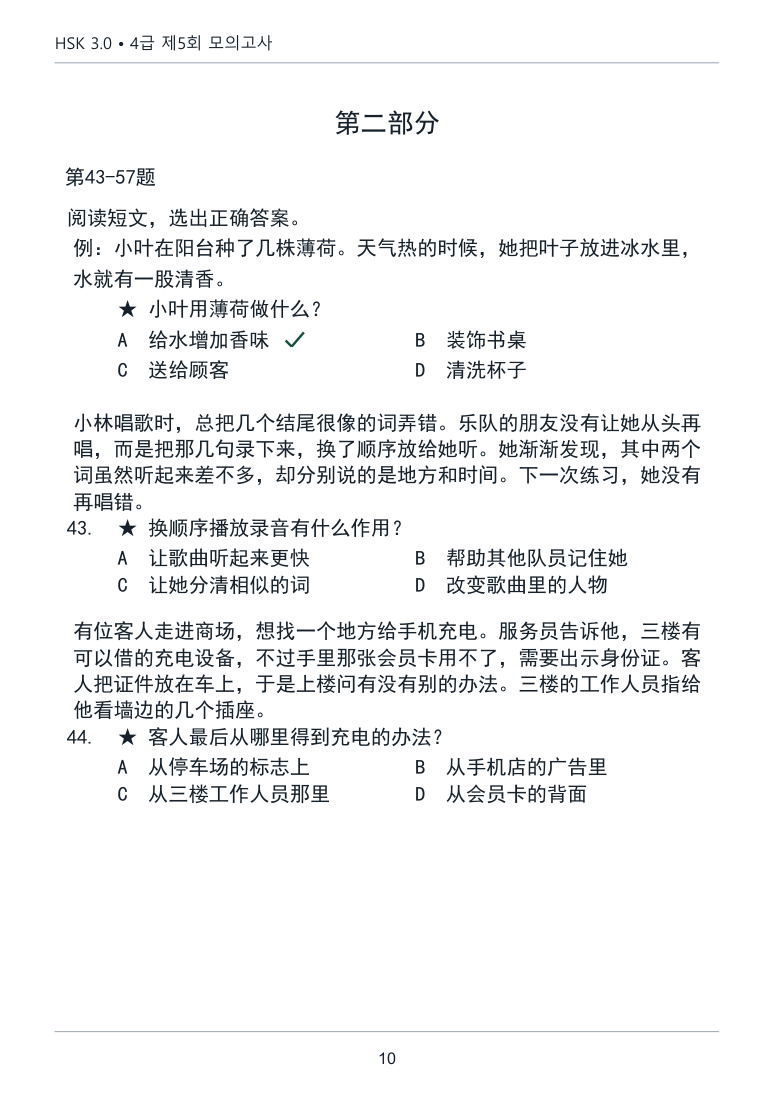 HSK 3.0 • 4급 제5회 모의고사
第二部分
第43-57题
阅读短文，选出正确答案。
例：小叶在阳台种了几株薄荷。天气热的时候，她把叶子放进冰水里，
水就有一股清香。
★ 小叶用薄荷做什么？
A 给水增加香味 ✓ B 装饰书桌
C 送给顾客 D 清洗杯子
小林唱歌时，总把几个结尾很像的词弄错。乐队的朋友没有让她从头再
唱，而是把那几句录下来，换了顺序放给她听。她渐渐发现，其中两个
词虽然听起来差不多，却分别说的是地方和时间。下一次练习，她没有
再唱错。
43. ★ 换顺序播放录音有什么作用？
A 让歌曲听起来更快 B 帮助其他队员记住她
C 让她分清相似的词 D 改变歌曲里的人物
有位客人走进商场，想找一个地方给手机充电。服务员告诉他，三楼有
可以借的充电设备，不过手里那张会员卡用不了，需要出示身份证。客
人把证件放在车上，于是上楼问有没有别的办法。三楼的工作人员指给
他看墙边的几个插座。
44. ★ 客人最后从哪里得到充电的办法？
A 从停车场的标志上 B 从手机店的广告里
C 从三楼工作人员那里 D 从会员卡的背面
10